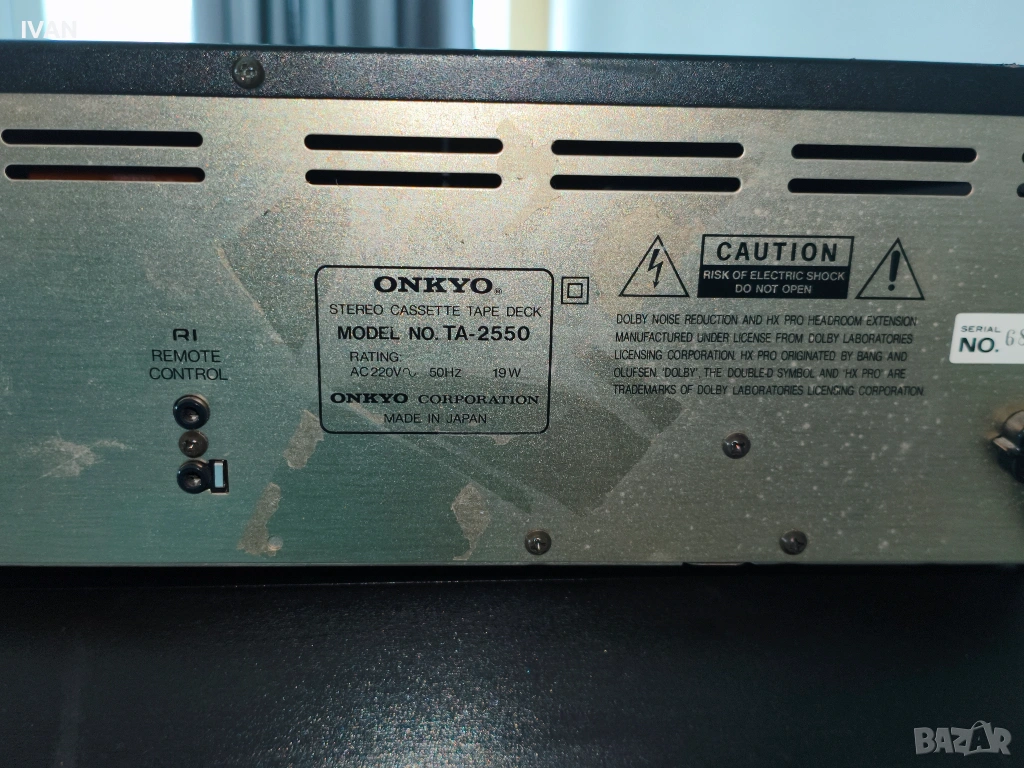 IVAN
CAUTION
RISK OF ELECTRIC SHOCK
DO NOT OPEN
ONKYO®
STEREO CASSETTE TAPE DECK
MODEL NO. TA-2550
RATING:
AC 220V~ 50HZ 19W
ONKYO CORPORATION
MADE IN JAPAN
DOLBY NOISE REDUCTION AND HX PRO HEADROOM EXTENSION
MANUFACTURED UNDER LICENSE FROM DOLBY LABORATORIES
LICENSING CORPORATION. HX PRO ORIGINATED BY BANG AND
OLUFSEN. 'DOLBY', THE DOUBLE-D SYMBOL AND 'HX PRO' ARE
TRADEMARKS OF DOLBY LABORATORIES LICENSING CORPORATION.
RI
REMOTE
CONTROL
SERIAL
NO.
BAZAR